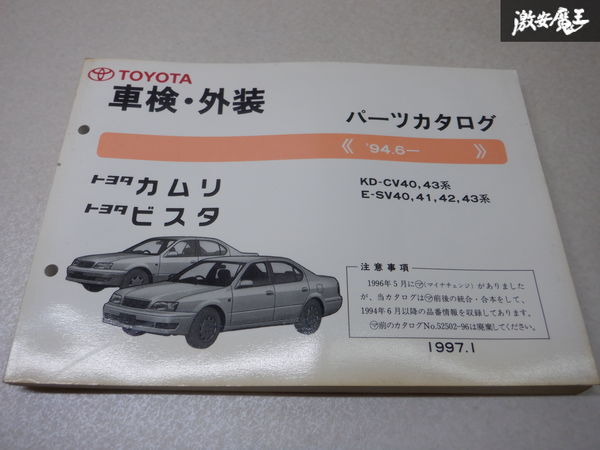 激安魔王
TOYOTA
車検・外装
パーツカタログ
《 '94.6― 》
トヨタ カムリ
トヨタ ビスタ
KD-CV40, 43系
E-SV40, 41, 42, 43系
注意事項
1996年5月に㋮(マイナチェンジ)がありました
が、当カタログは㋮前後の統合・合本をして、
1994年6月以降の品番情報を収録してあります。
㋮前のカタログNo.52502-96は廃棄してください。
1997.1